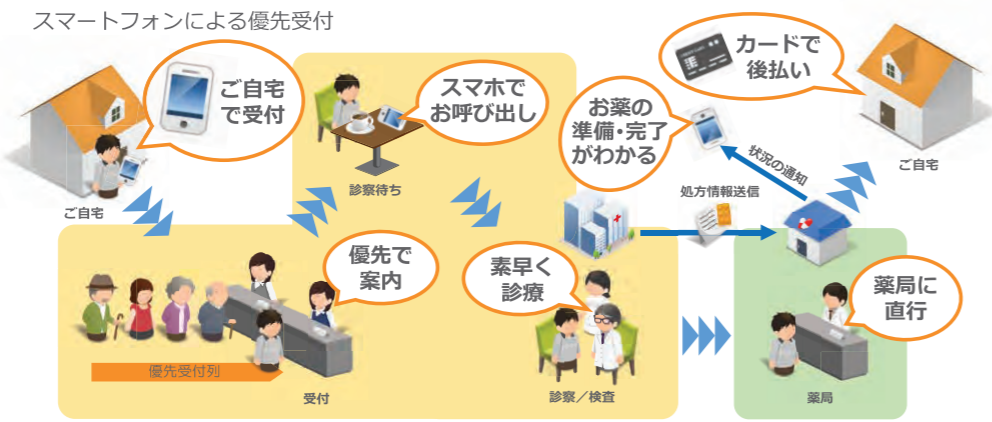 スマートフォンによる優先受付
ご自宅
で受付
ご自宅
スマホで
お呼び出し
診察待ち
優先で
案内
優先受付列
受付
素早く
診療
診察／検査
お薬の
準備・完了
がわかる
処方情報送信
状況の通知
カードで
後払い
ご自宅
薬局に
直行
薬局